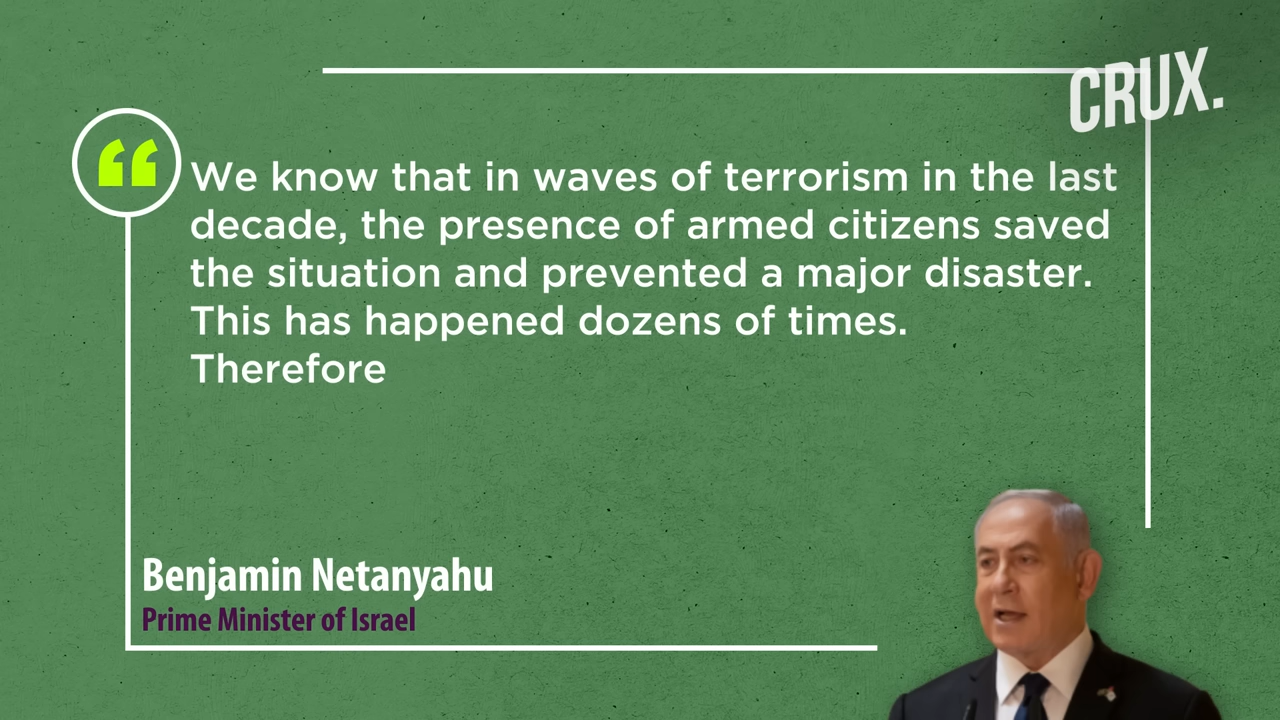 CRUX.
We know that in waves of terrorism in the last
decade, the presence of armed citizens saved
the situation and prevented a major disaster.
This has happened dozens of times.
Therefore
Benjamin Netanyahu
Prime Minister of Israel